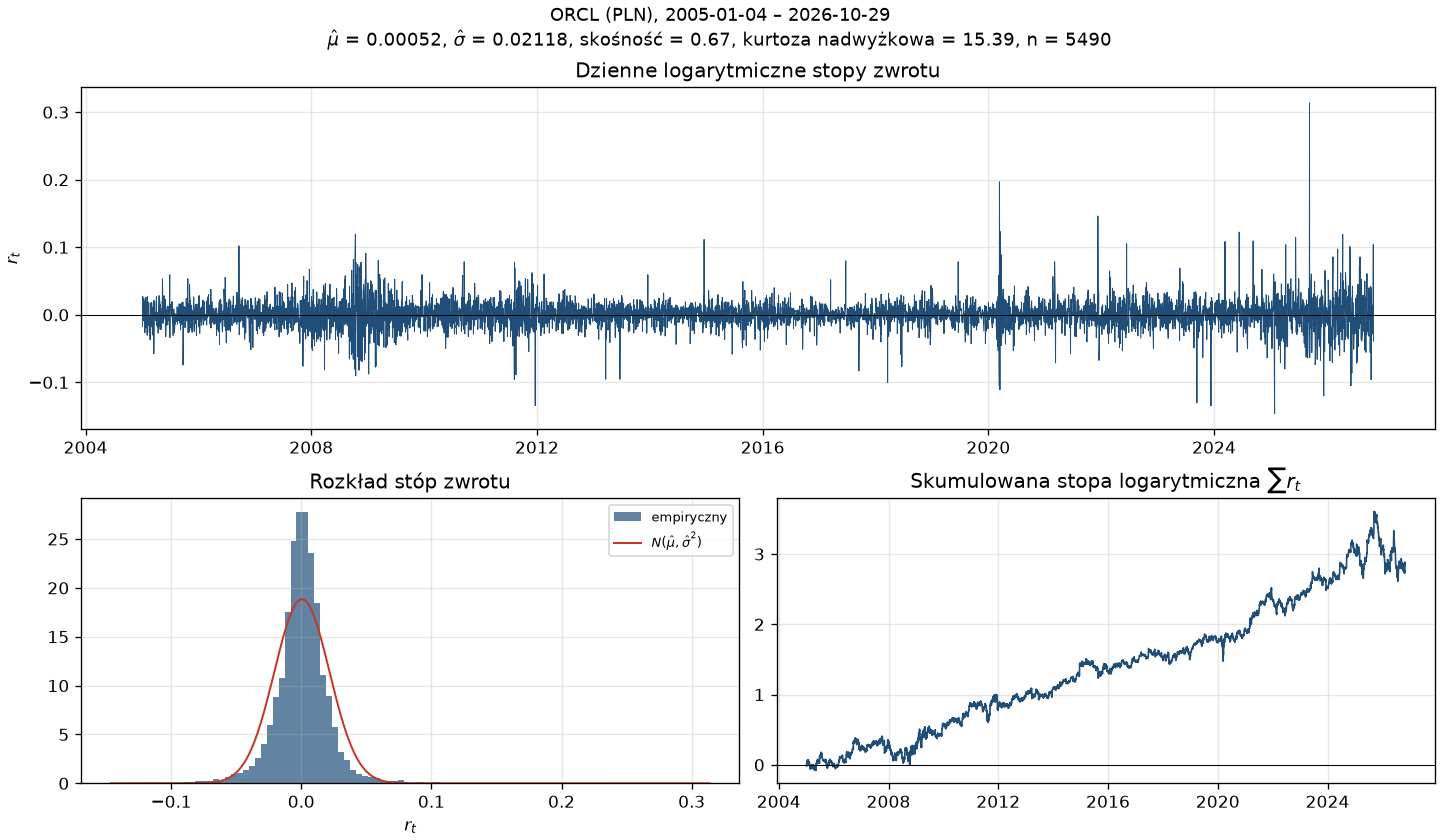 ORCL (PLN), 2005-01-04 – 2026-10-29
μ̂ = 0.00052, σ̂ = 0.02118, skośność = 0.67, kurtoza nadwyżkowa = 15.39, n = 5490
Dzienne logarytmiczne stopy zwrotu
0.3
0.2
0.1
0.0
−0.1
r_t
2004 2008 2012 2016 2020 2024
Rozkład stóp zwrotu
empiryczny
N(μ̂, σ̂²)
25
20
15
10
5
0
−0.1 0.0 0.1 0.2 0.3
r_t
Skumulowana stopa logarytmiczna ∑r_t
3
2
1
0
2004 2008 2012 2016 2020 2024